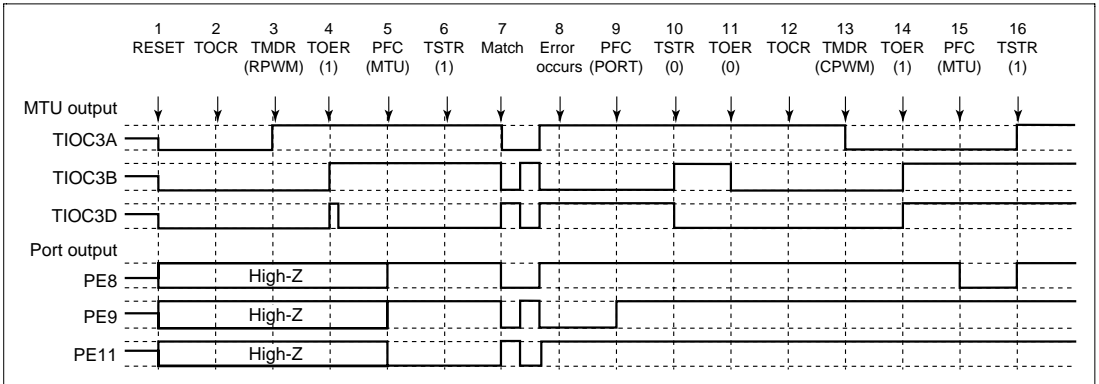 1 2 3 4 5 6 7 8 9 10 11 12 13 14 15 16
RESET TOCR TMDR TOER PFC TSTR Match Error PFC TSTR TOER TOCR TMDR TOER PFC TSTR
(RPWM) (1) (MTU) (1) occurs (PORT) (0) (0) (CPWM) (1) (MTU) (1)
MTU output
TIOC3A
TIOC3B
TIOC3D
Port output
PE8 High-Z
PE9 High-Z
PE11 High-Z